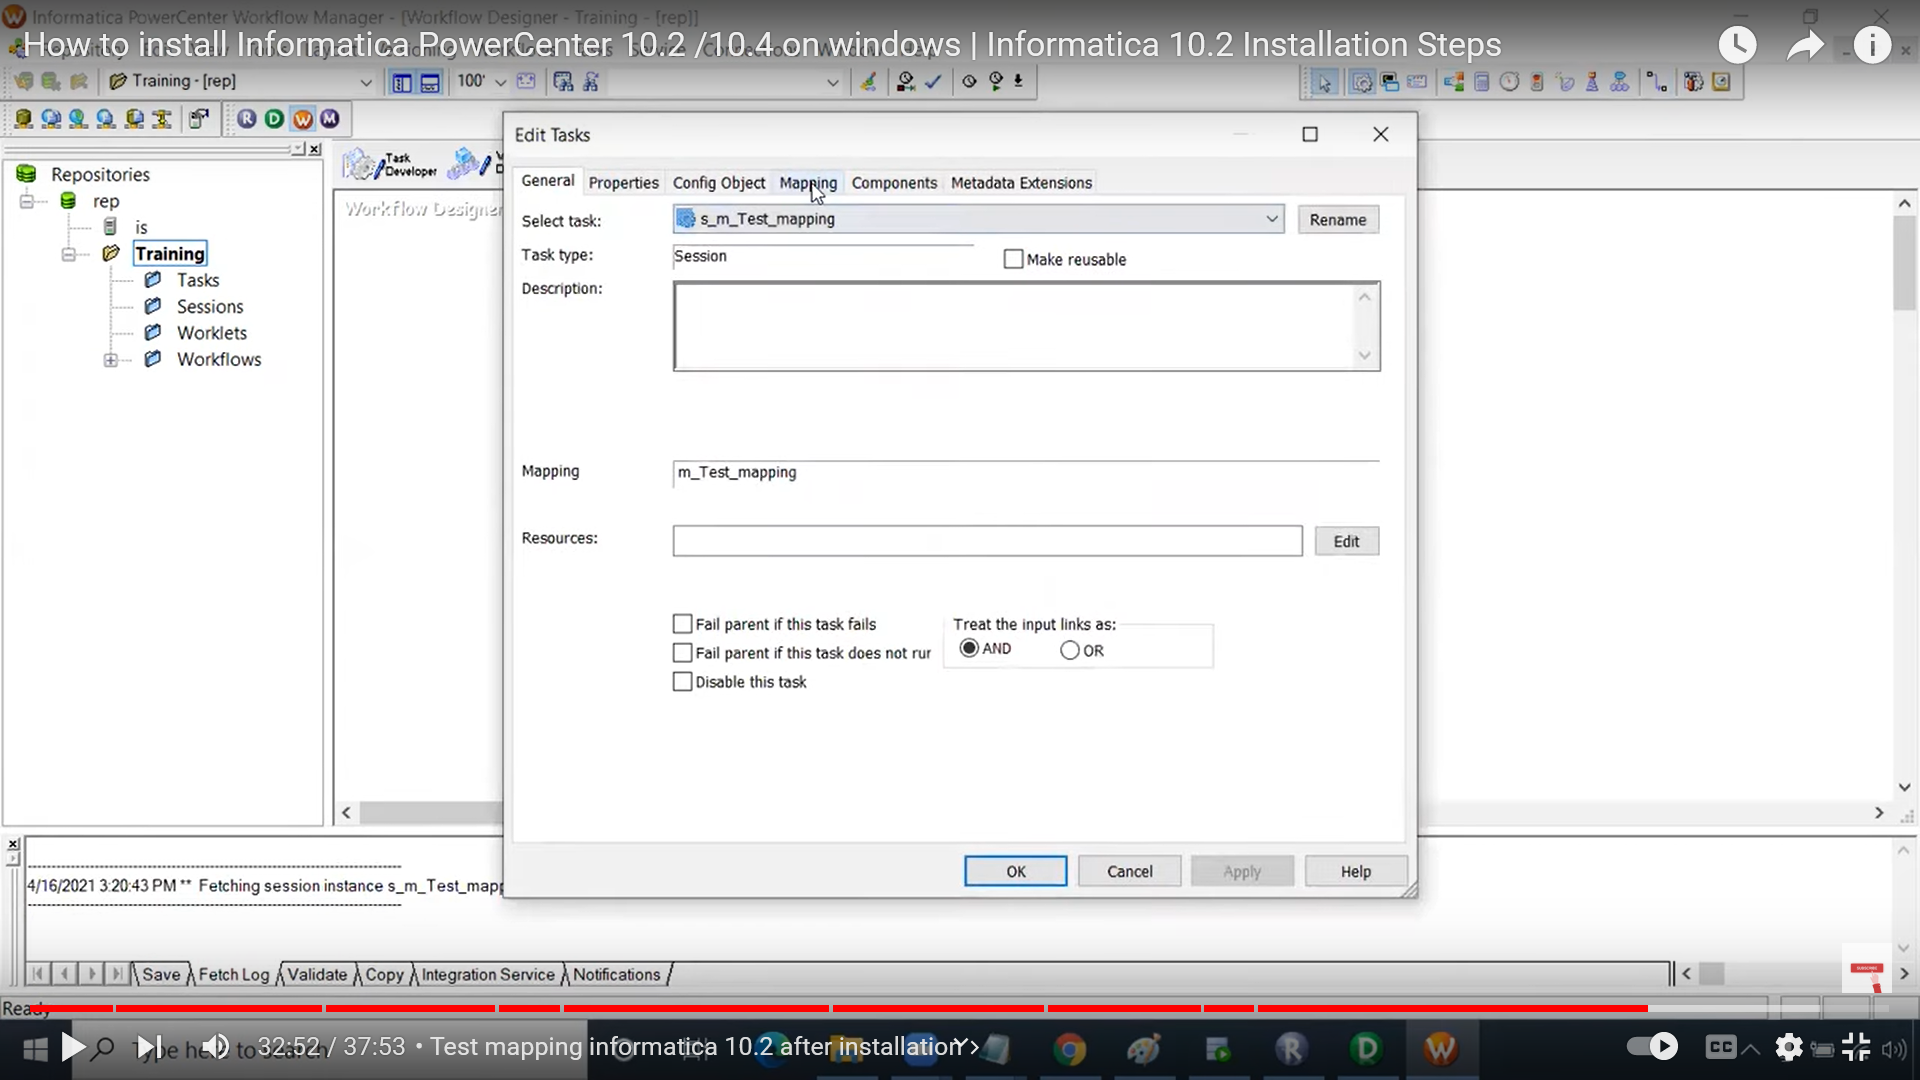 Informatica PowerCenter Workflow Manager - [Workflow Designer - Training - [rep]]
How to install Informatica PowerCenter 10.2 /10.4 on windows | Informatica 10.2 Installation Steps
Training - [rep]
100%
R D W M
Repositories
rep
is
Training
Tasks
Sessions
Worklets
Workflows
Task
Developer
Workflow Designer
Edit Tasks
General Properties Config Object Mapping Components Metadata Extensions
Select task: s_m_Test_mapping Rename
Task type: Session Make reusable
Description:
Mapping m_Test_mapping
Resources: Edit
Fail parent if this task fails
Fail parent if this task does not rur
Disable this task
Treat the input links as:
AND OR
OK Cancel Apply Help
4/16/2021 3:20:43 PM ** Fetching session instance s_m_Test_mapp
Save Fetch Log Validate Copy Integration Service Notifications
Ready
32:52 / 37:53 • Test mapping informatica 10.2 after installation
CC
R D W